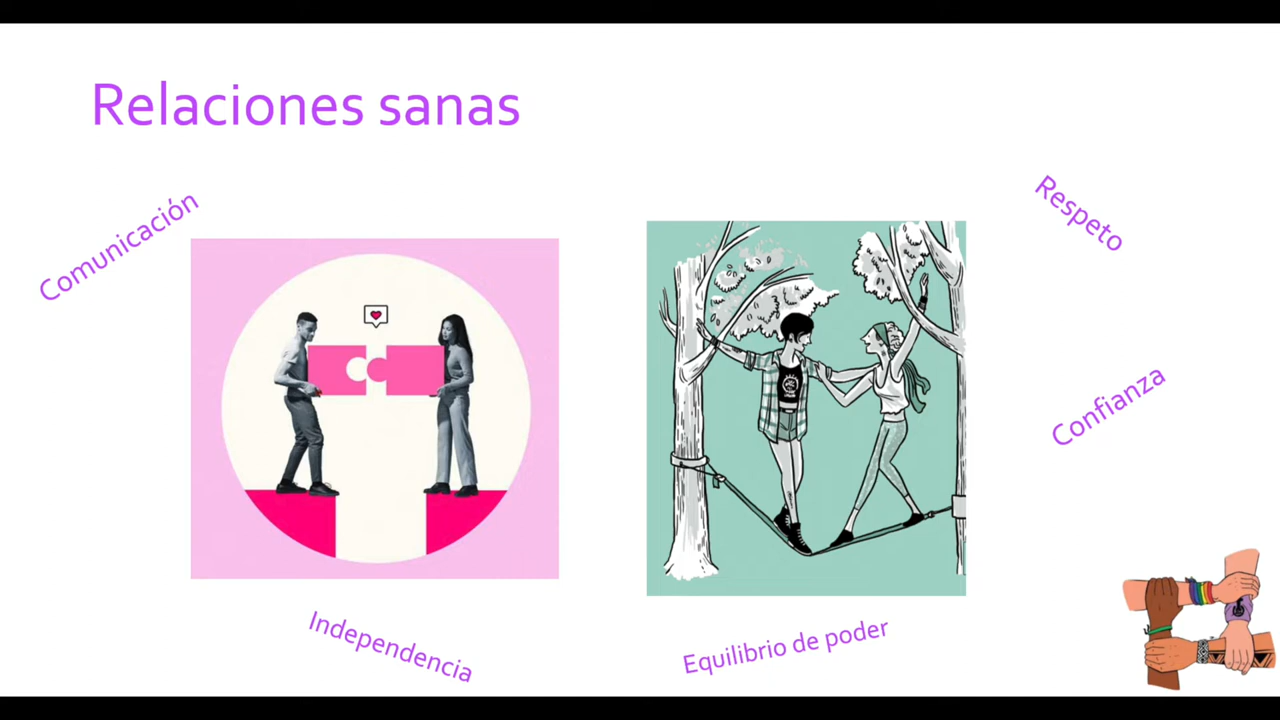 Relaciones sanas
Comunicación
Respeto
Confianza
Independencia
Equilibrio de poder